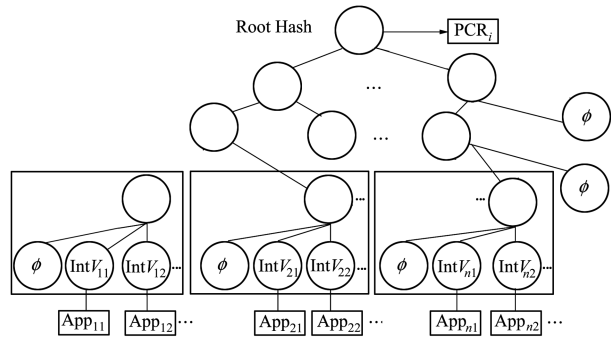 Root Hash
PCR_i
...
ϕ
...
ϕ
... ...
ϕ IntV_11 IntV_12 ... ϕ IntV_21 IntV_22 ... ϕ IntV_n1 IntV_n2 ...
App_11 App_12 ... App_21 App_22 ... App_n1 App_n2 ...